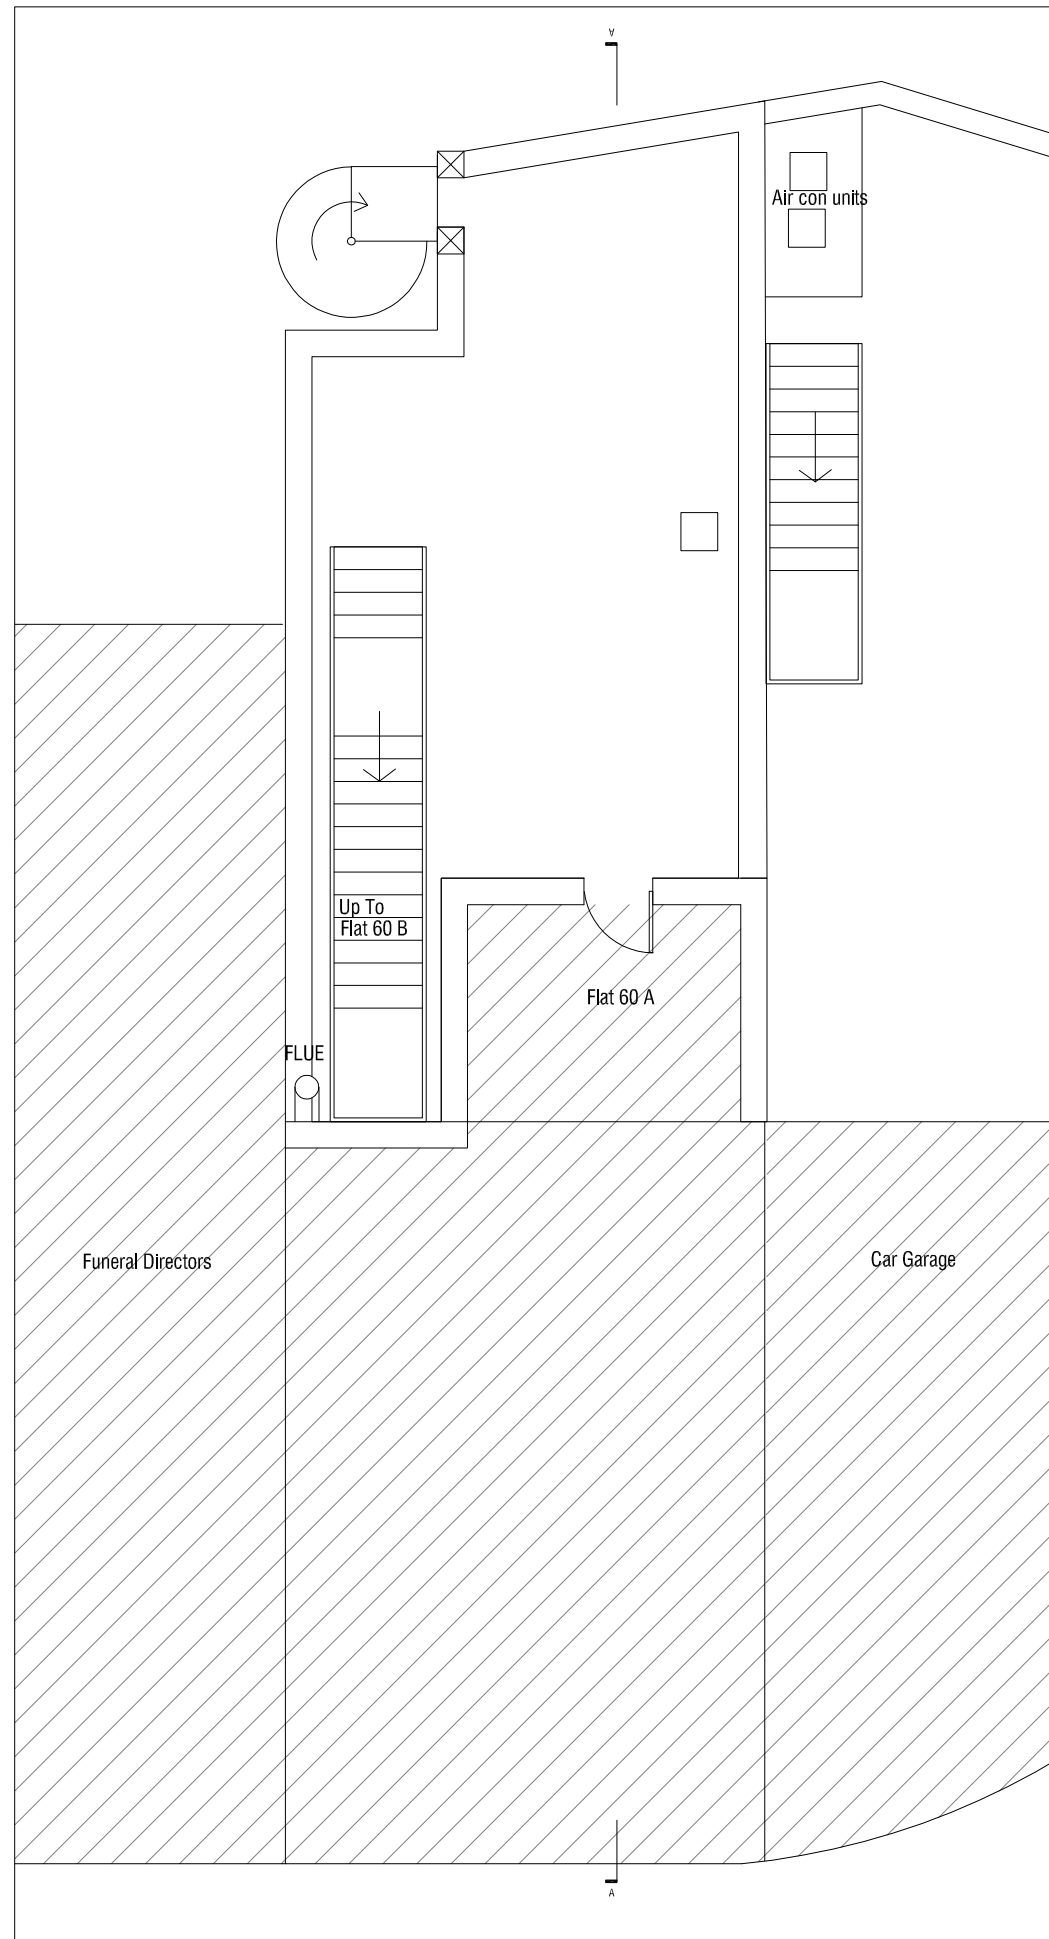 A
Air con units
Up To
Flat 60 B
Flat 60 A
FLUE
Funeral Directors
Car Garage
A